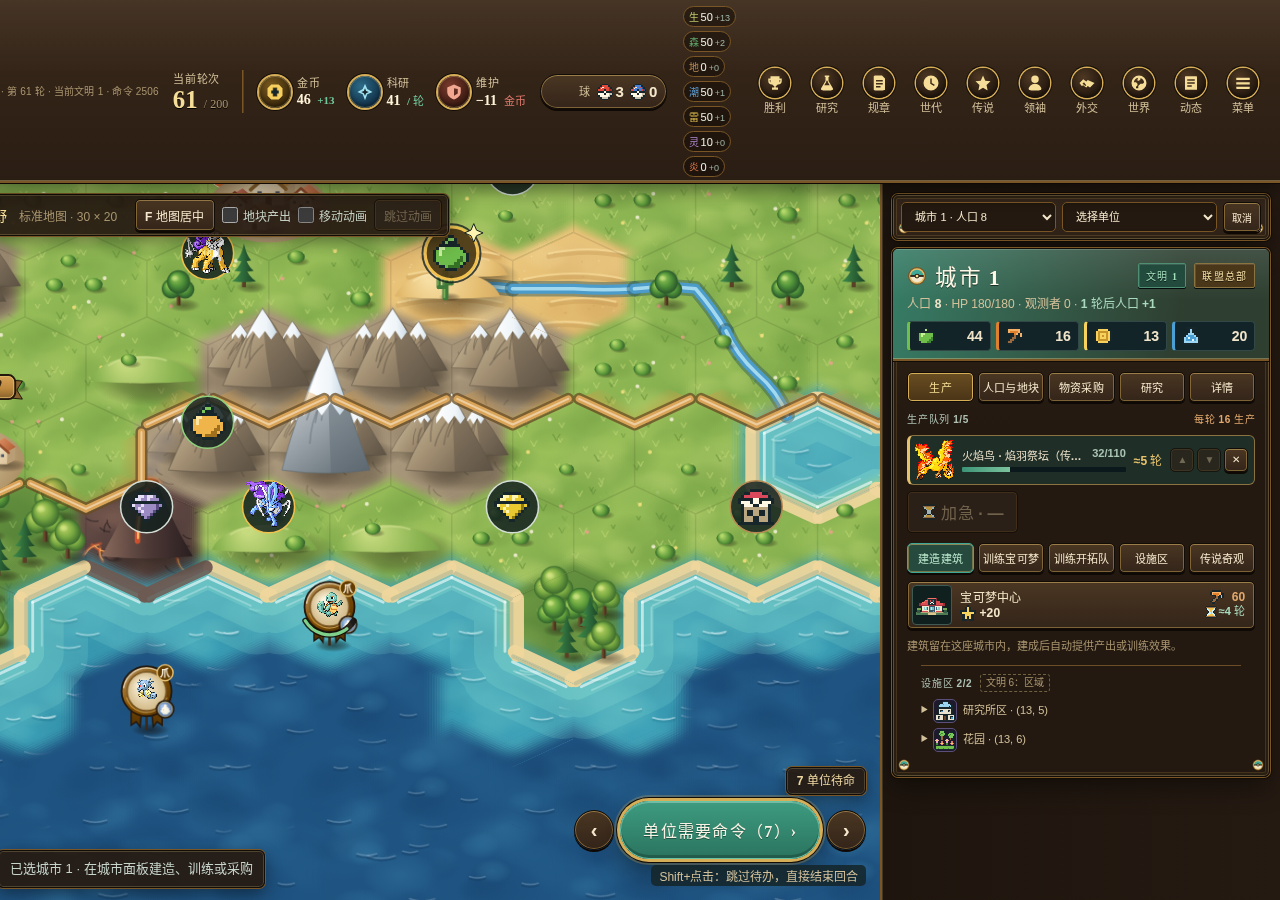 · 第 61 轮 · 当前文明 1 · 命令 2506
当前轮次
61 / 200
金币
46 +13
科研
41 / 轮
维护
−11 金币
球 3 0
生50+13
森50+2
地0+0
潮50+1
雷50+1
灵10+0
炎0+0
胜利
研究
规章
世代
传说
领袖
外交
世界
动态
菜单
野 标准地图 · 30 × 20
F 地图居中
地块产出
移动动画
跳过动画
爪
爪
7 单位待命
‹
单位需要命令（7）›
›
Shift+点击：跳过待办，直接结束回合
已选城市 1 · 在城市面板建造、训练或采购
城市 1 · 人口 8
选择单位
取消
城市 1
文明 1
联盟总部
人口 8 · HP 180/180 · 观测者 0 · 1 轮后人口 +1
44
16
13
20
生产
人口与地块
物资采购
研究
详情
生产队列 1/5
每轮 16 生产
火焰鸟 · 焰羽祭坛（传… 32/110
≈5 轮
▲
▼
✕
加急 · —
建造建筑
训练宝可梦
训练开拓队
设施区
传说奇观
宝可梦中心
+20
60
≈4 轮
建筑留在这座城市内，建成后自动提供产出或训练效果。
设施区 2/2
文明 6：区域
▶ 研究所区 · (13, 5)
▶ 花园 · (13, 6)